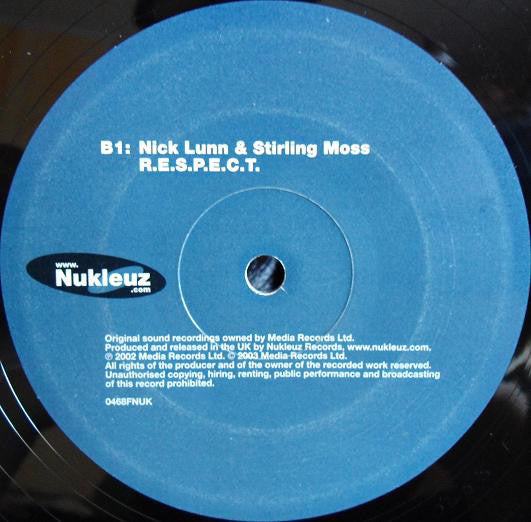 B1: Nick Lunn & Stirling Moss
R.E.S.P.E.C.T.
www.
Nukleuz
.com
Original sound recordings owned by Media Records Ltd.
Produced and released in the UK by Nukleuz Records, www.nukleuz.com.
℗ 2002 Media Records Ltd. © 2003 Media Records Ltd.
All rights of the producer and of the owner of the recorded work reserved.
Unauthorised copying, hiring, renting, public performance and broadcasting
of this record prohibited.
0468FNUK